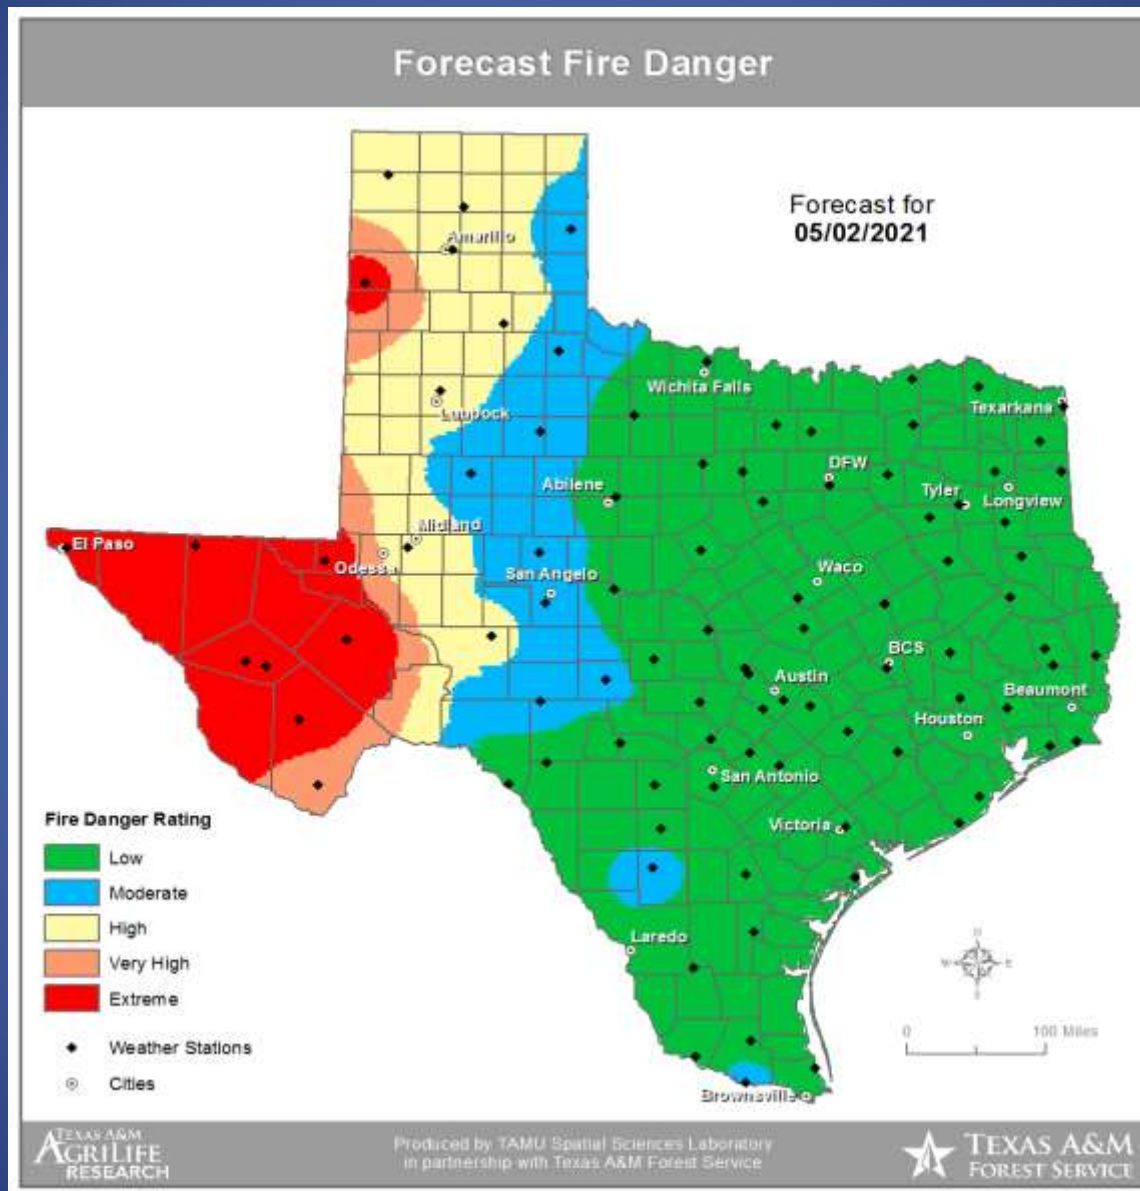 Forecast Fire Danger
Forecast for
05/02/2021
Amarillo
Lubbock
Wichita Falls
Texarkana
DFW
Abilene
Tyler
Longview
Midland
El Paso
Odessa
San Angelo
Waco
BCS
Austin
Beaumont
Houston
San Antonio
Victoria
Laredo
Brownsville
Fire Danger Rating
Low
Moderate
High
Very High
Extreme
Weather Stations
Cities
N
W
E
S
0
100 Miles
TEXAS A&M
AGRILIFE
RESEARCH
Produced by TAMU Spatial Sciences Laboratory
in partnership with Texas A&M Forest Service
TEXAS A&M
FOREST SERVICE